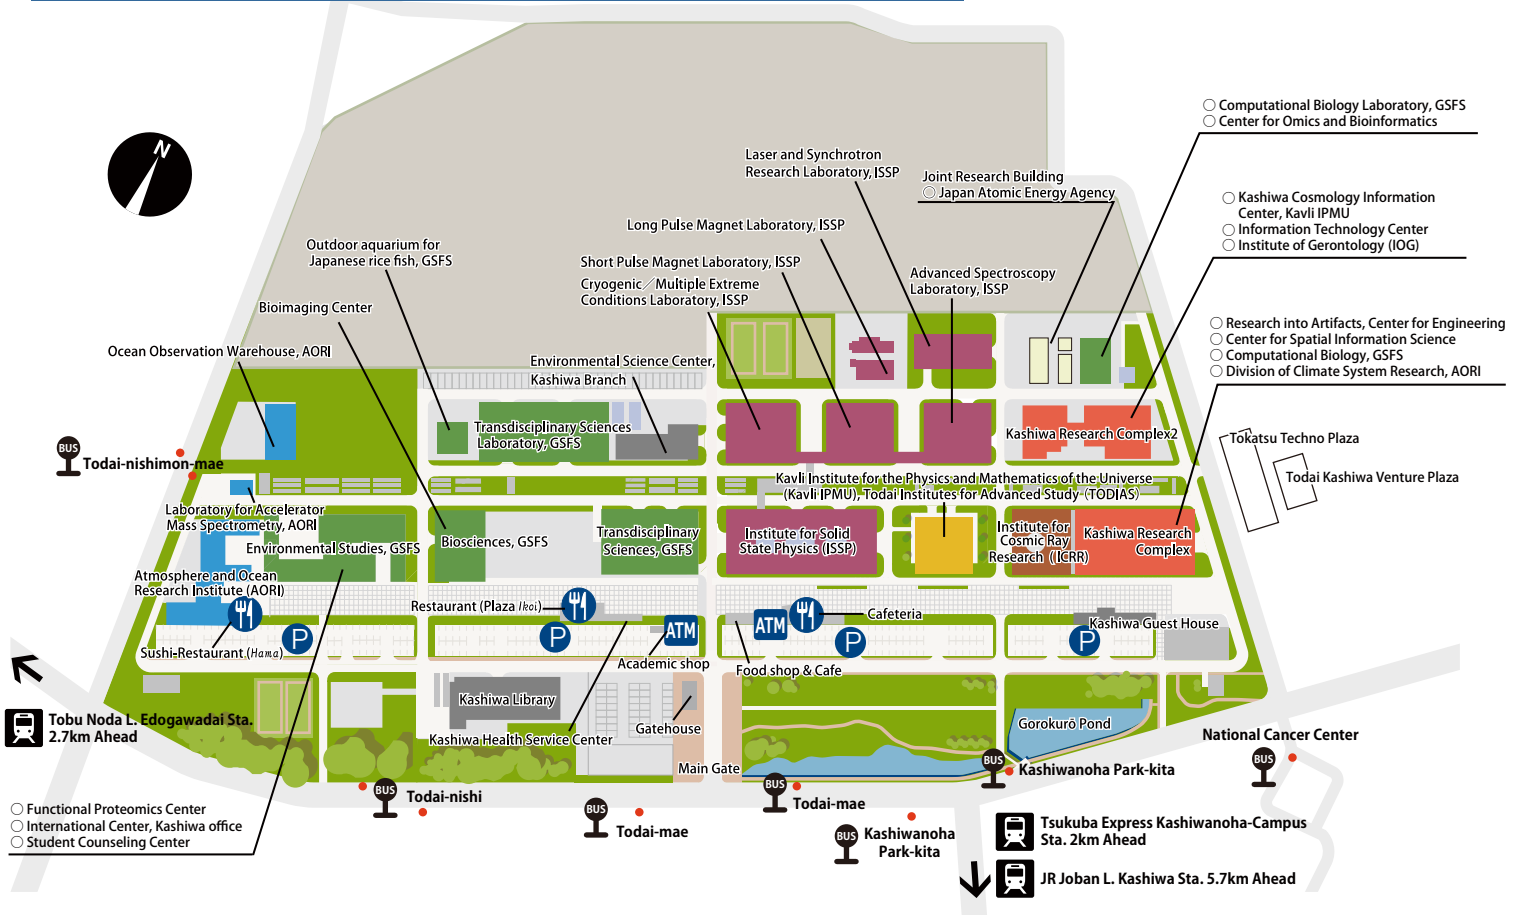 N
Computational Biology Laboratory, GSFS
Center for Omics and Bioinformatics
Laser and Synchrotron
Research Laboratory, ISSP
Joint Research Building
Japan Atomic Energy Agency
Kashiwa Cosmology Information
Center, Kavli IPMU
Information Technology Center
Institute of Gerontology (IOG)
Long Pulse Magnet Laboratory, ISSP
Outdoor aquarium for
Japanese rice fish, GSFS
Short Pulse Magnet Laboratory, ISSP
Cryogenic／Multiple Extreme
Conditions Laboratory, ISSP
Advanced Spectroscopy
Laboratory, ISSP
Bioimaging Center
Research into Artifacts, Center for Engineering
Center for Spatial Information Science
Computational Biology, GSFS
Division of Climate System Research, AORI
Ocean Observation Warehouse, AORI
Environmental Science Center,
Kashiwa Branch
Transdisciplinary Sciences
Laboratory, GSFS
Kashiwa Research Complex2
Tokatsu Techno Plaza
Todai Kashiwa Venture Plaza
BUS
Todai-nishimon-mae
Kavli Institute for the Physics and Mathematics of the Universe
(Kavli IPMU), Todai Institutes for Advanced Study (TODIAS)
Laboratory for Accelerator
Mass Spectrometry, AORI
Environmental Studies, GSFS
Biosciences, GSFS
Transdisciplinary
Sciences, GSFS
Institute for Solid
State Physics (ISSP)
Institute for
Cosmic Ray
Research (ICRR)
Kashiwa Research
Complex
Atmosphere and Ocean
Research Institute (AORI)
Restaurant (Plaza Ikoi)
Cafeteria
Kashiwa Guest House
ATM
ATM
P
P
P
P
Sushi-Restaurant (Hama)
Academic shop
Food shop & Cafe
Kashiwa Library
Gatehouse
Kashiwa Health Service Center
Main Gate
Gorokurō Pond
Tobu Noda L. Edogawadai Sta.
2.7km Ahead
National Cancer Center
BUS
BUS
Kashiwanoha Park-kita
BUS
Todai-nishi
BUS
Todai-mae
BUS
Todai-mae
BUS
Kashiwanoha
Park-kita
Functional Proteomics Center
International Center, Kashiwa office
Student Counseling Center
Tsukuba Express Kashiwanoha-Campus
Sta. 2km Ahead
JR Joban L. Kashiwa Sta. 5.7km Ahead